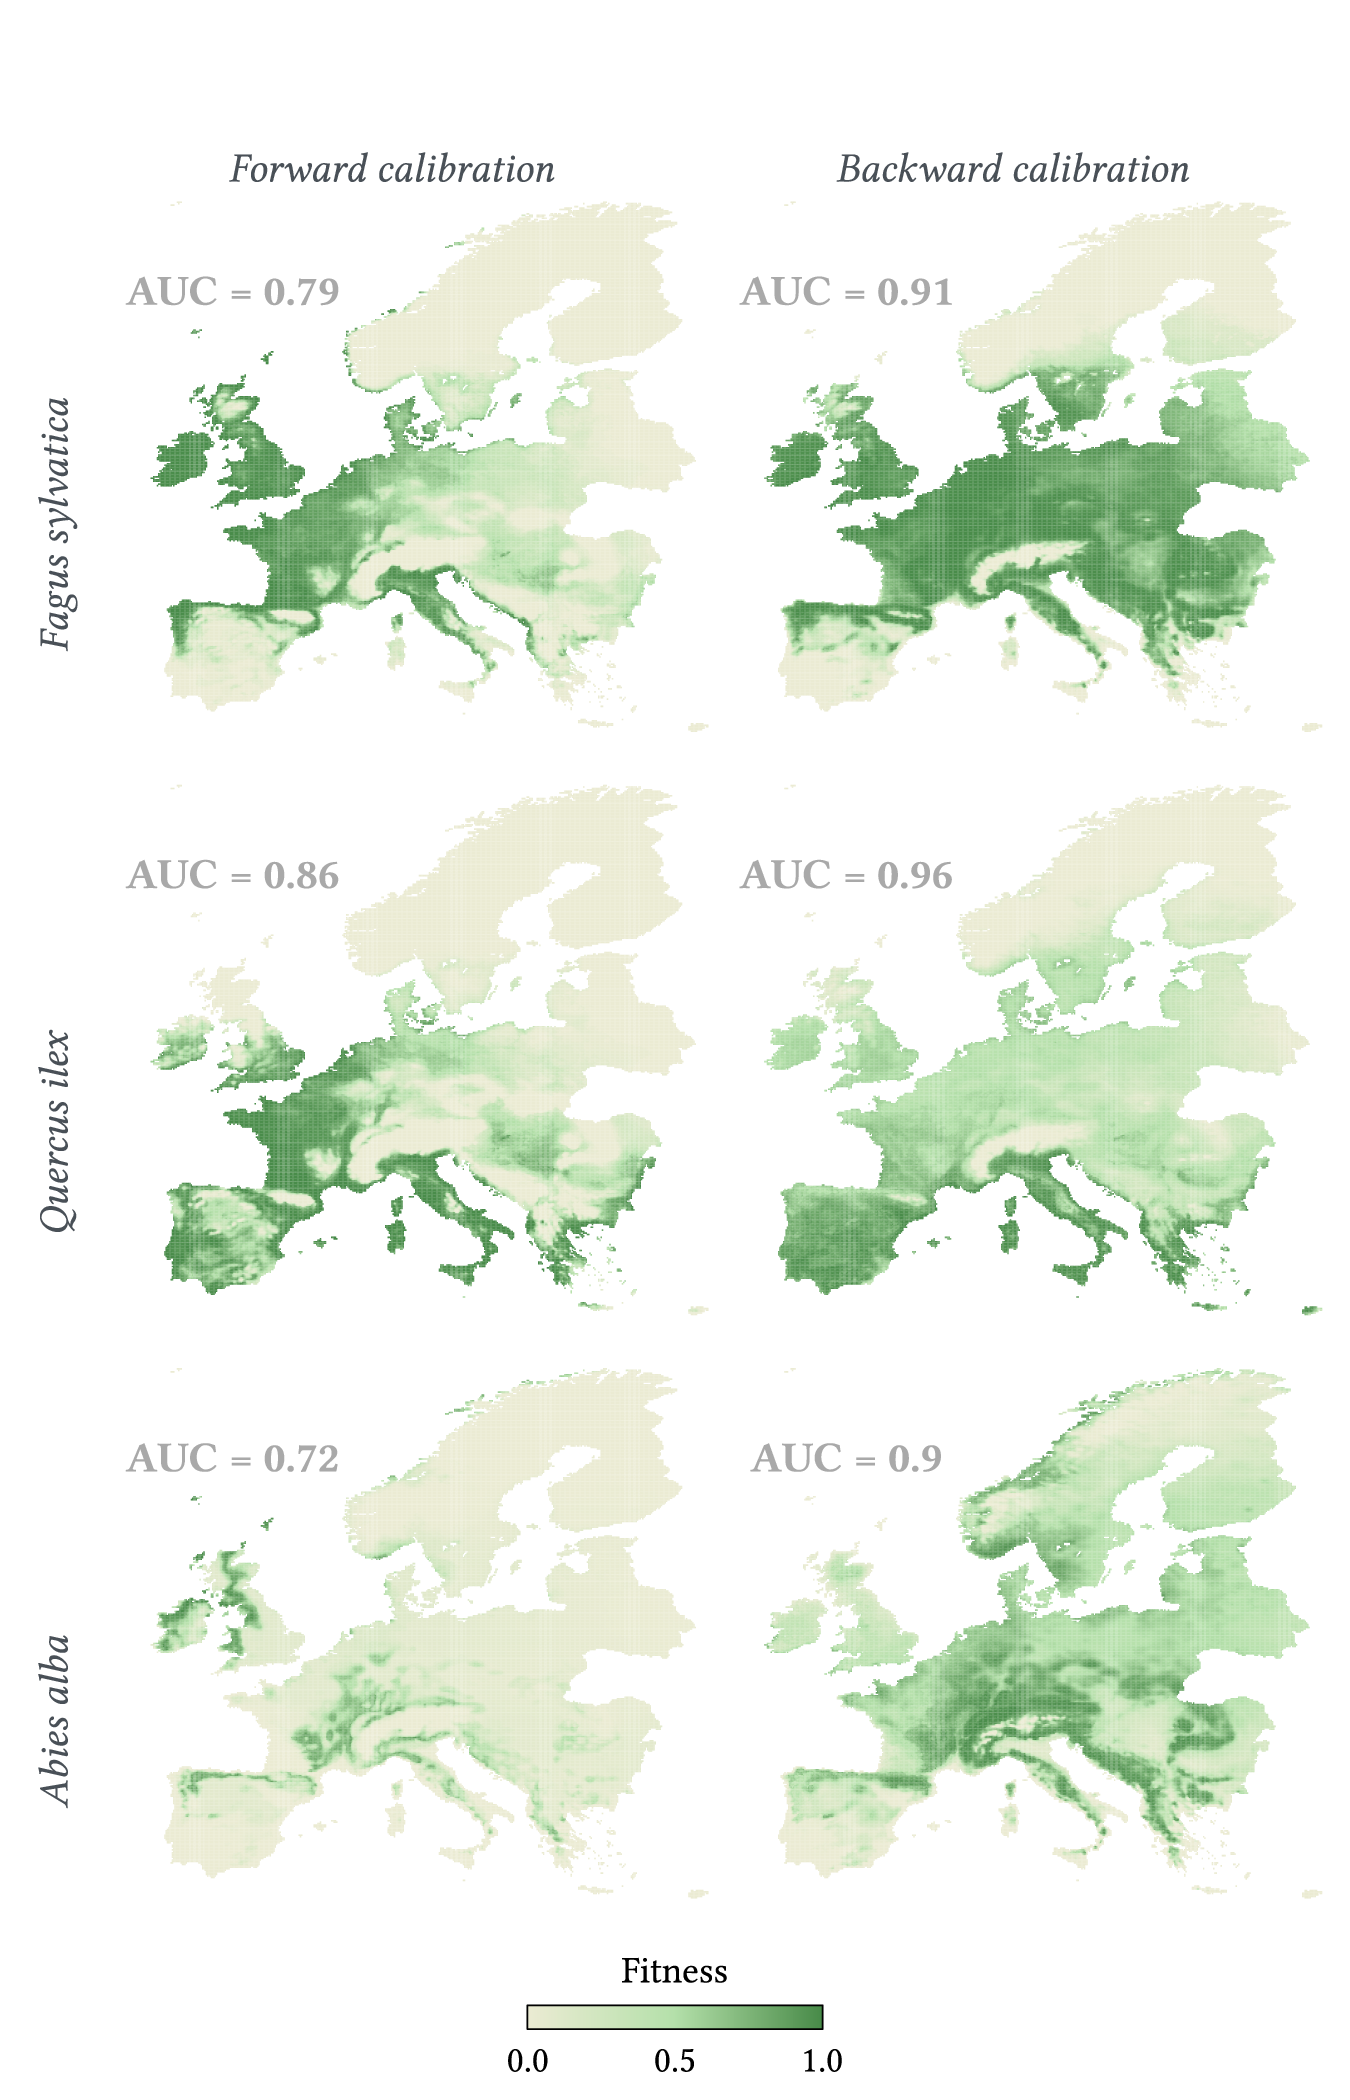 Forward calibration
Backward calibration
Fagus sylvatica
AUC = 0.79
AUC = 0.91
Quercus ilex
AUC = 0.86
AUC = 0.96
Abies alba
AUC = 0.72
AUC = 0.9
Fitness
0.0 0.5 1.0